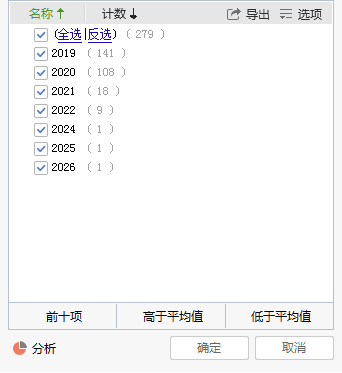 名称↑ 计数↓ 导出 选项
(全选|反选) ( 279 )
2019 ( 141 )
2020 ( 108 )
2021 ( 18 )
2022 ( 9 )
2024 ( 1 )
2025 ( 1 )
2026 ( 1 )
前十项 高于平均值 低于平均值
分析 确定 取消